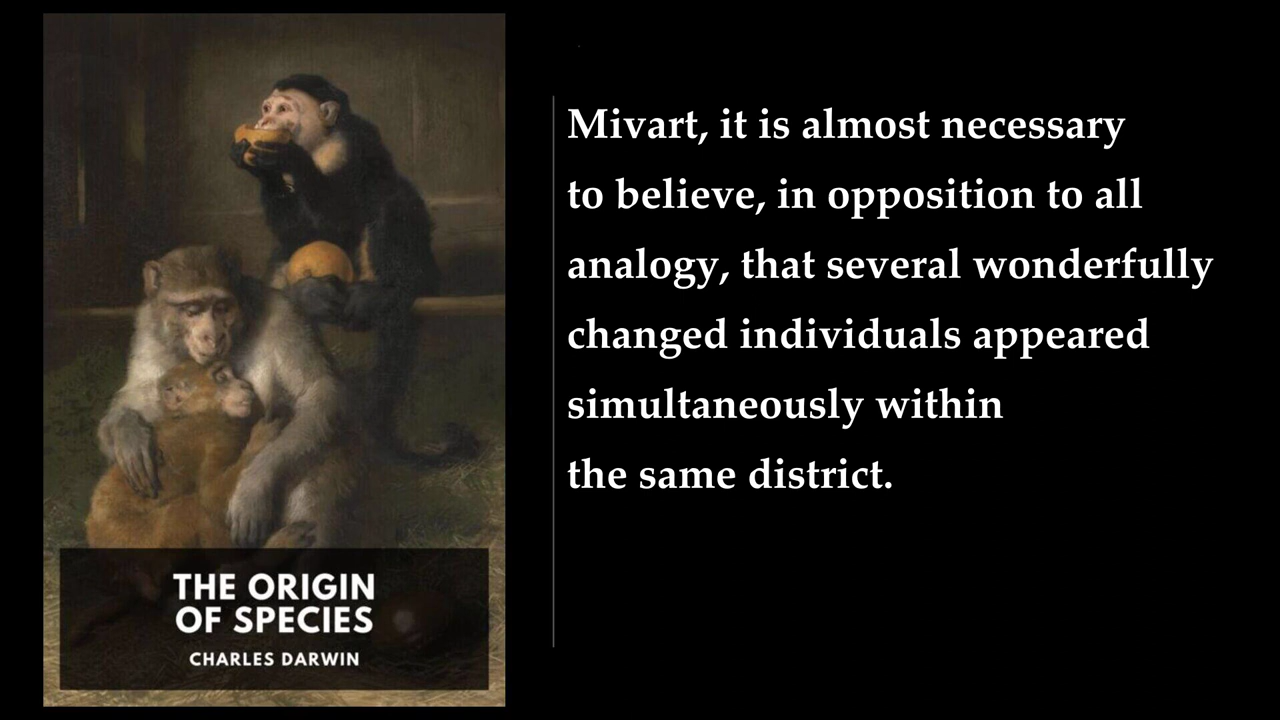 THE ORIGIN
OF SPECIES
CHARLES DARWIN
Mivart, it is almost necessary
to believe, in opposition to all
analogy, that several wonderfully
changed individuals appeared
simultaneously within
the same district.